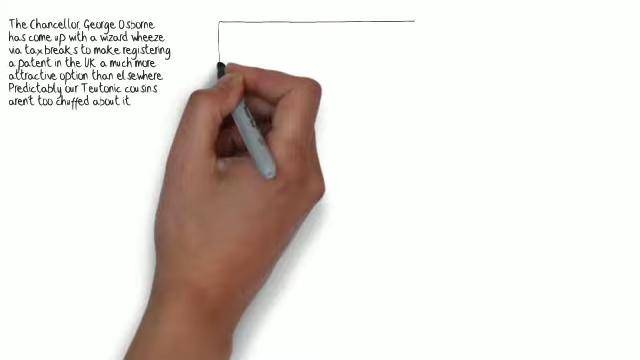 The Chancellor, George Osborne
has come up with a wizard wheeze
via tax breaks to make registering
a patent in the UK a much more
attractive option than elsewhere.
Predictably our Teutonic cousins
aren't too chuffed about it